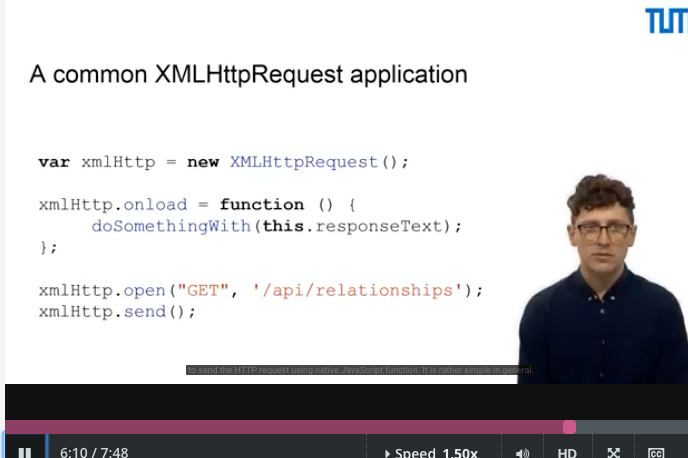 TUT
A common XMLHttpRequest application
var xmlHttp = new XMLHttpRequest();
xmlHttp.onload = function () {
doSomethingWith(this.responseText);
};
xmlHttp.open("GET", '/api/relationships');
xmlHttp.send();
to send the HTTP request using native JavaScript function. It is rather simple in general.
6:10 / 7:48
Speed 1.50x
HD
CC